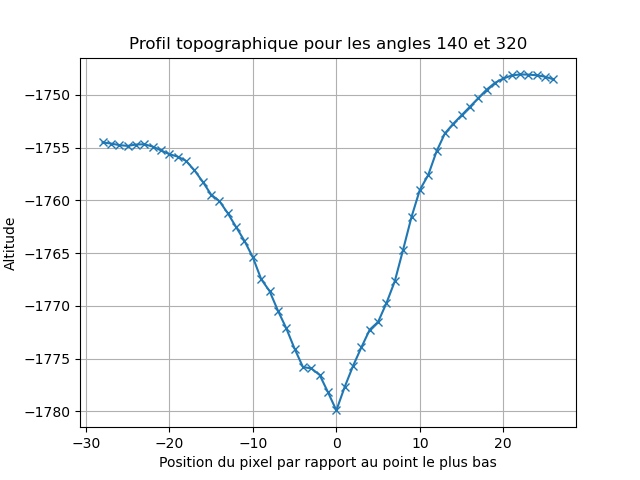 Profil topographique pour les angles 140 et 320
−1750
−1755
−1760
−1765
−1770
−1775
−1780
Altitude
−30 −20 −10 0 10 20
Position du pixel par rapport au point le plus bas